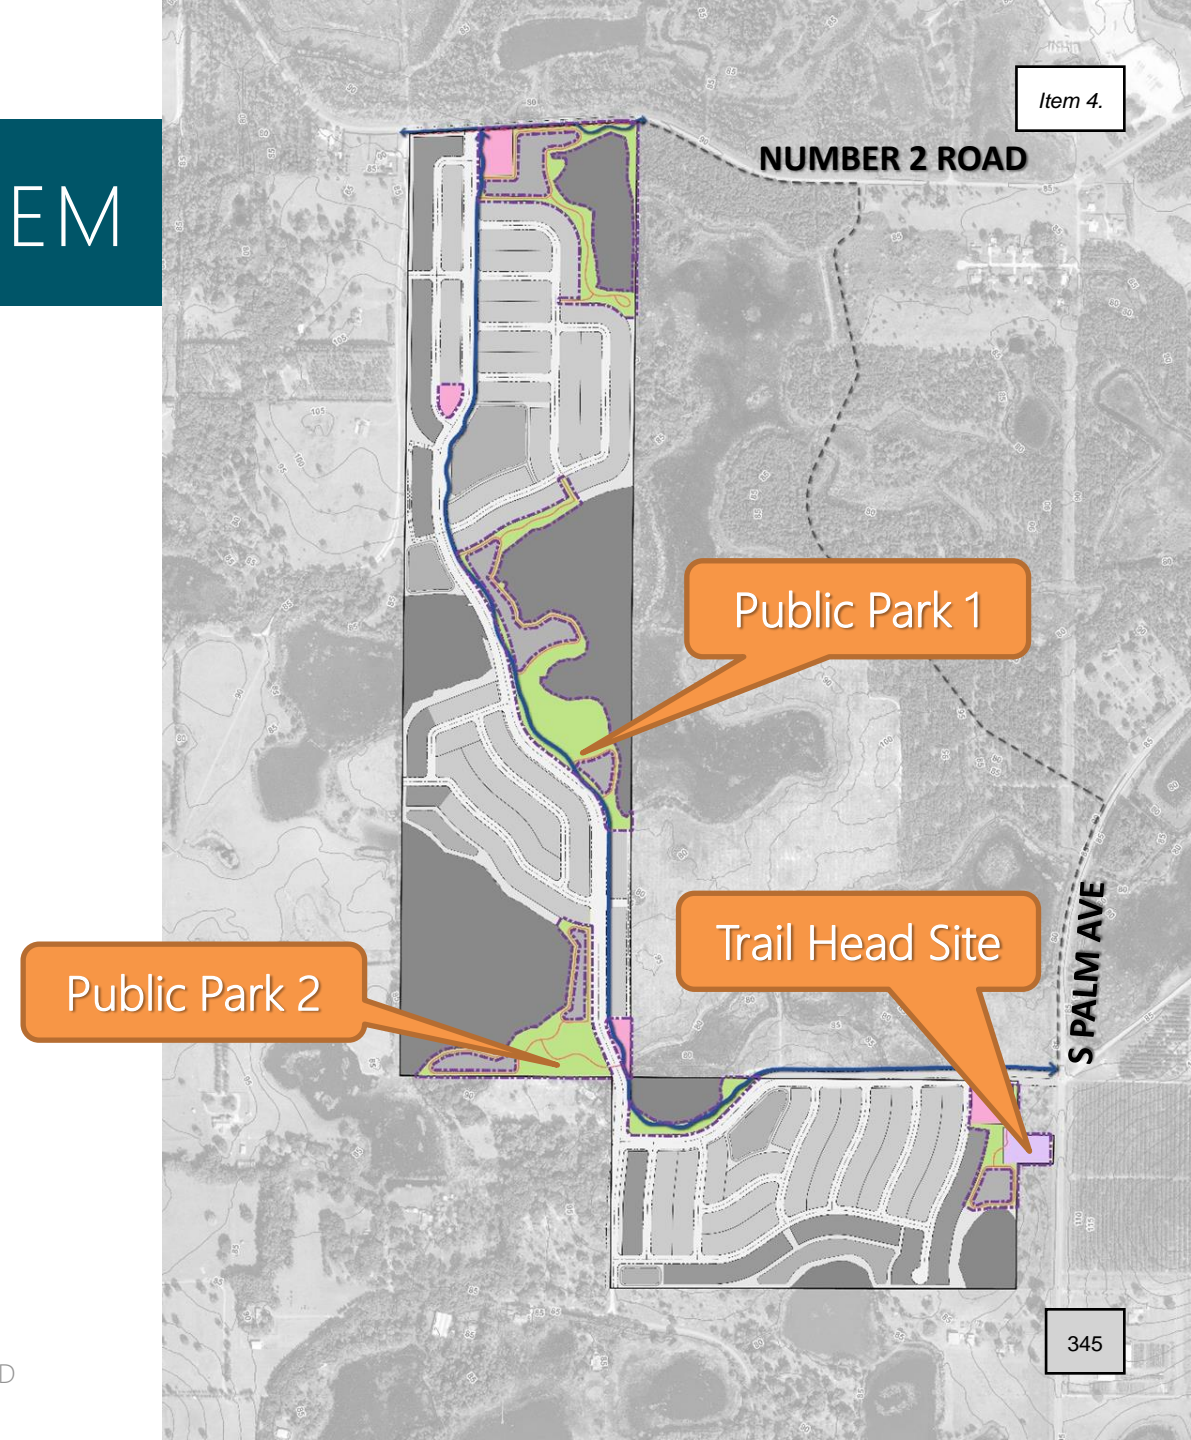 Item 4.
NUMBER 2 ROAD
EM
Public Park 1
Trail Head Site
S PALM AVE
Public Park 2
345
D